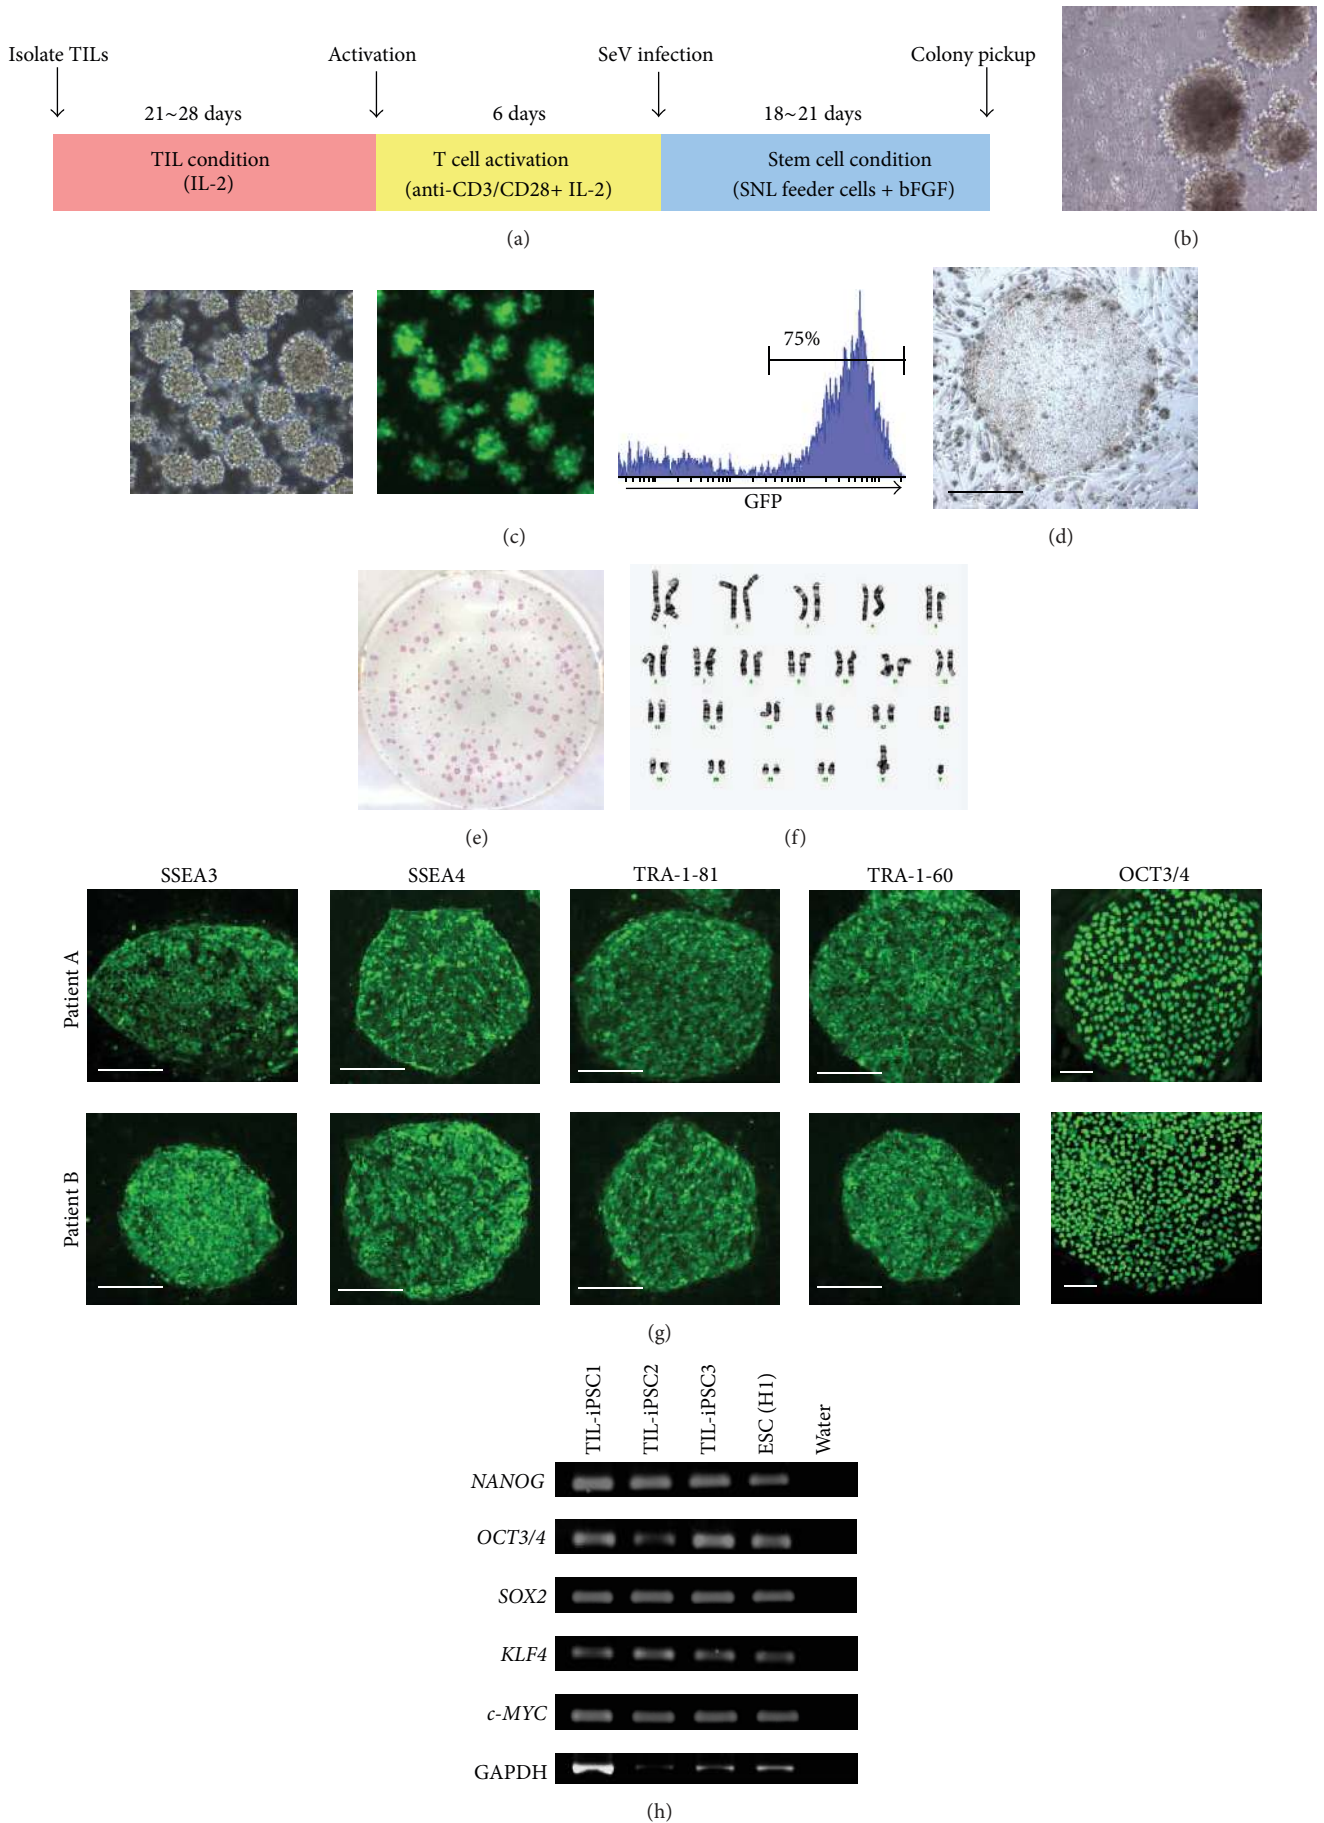 Isolate TILs
Activation
SeV infection
Colony pickup
21~28 days
6 days
18~21 days
TIL condition
(IL-2)
T cell activation
(anti-CD3/CD28+ IL-2)
Stem cell condition
(SNL feeder cells + bFGF)
(a)
(b)
75%
GFP
(c)
(d)
(e)
(f)
SSEA3
SSEA4
TRA-1-81
TRA-1-60
OCT3/4
Patient A
Patient B
(g)
TIL-iPSC1
TIL-iPSC2
TIL-iPSC3
ESC (H1)
Water
NANOG
OCT3/4
SOX2
KLF4
c-MYC
GAPDH
(h)